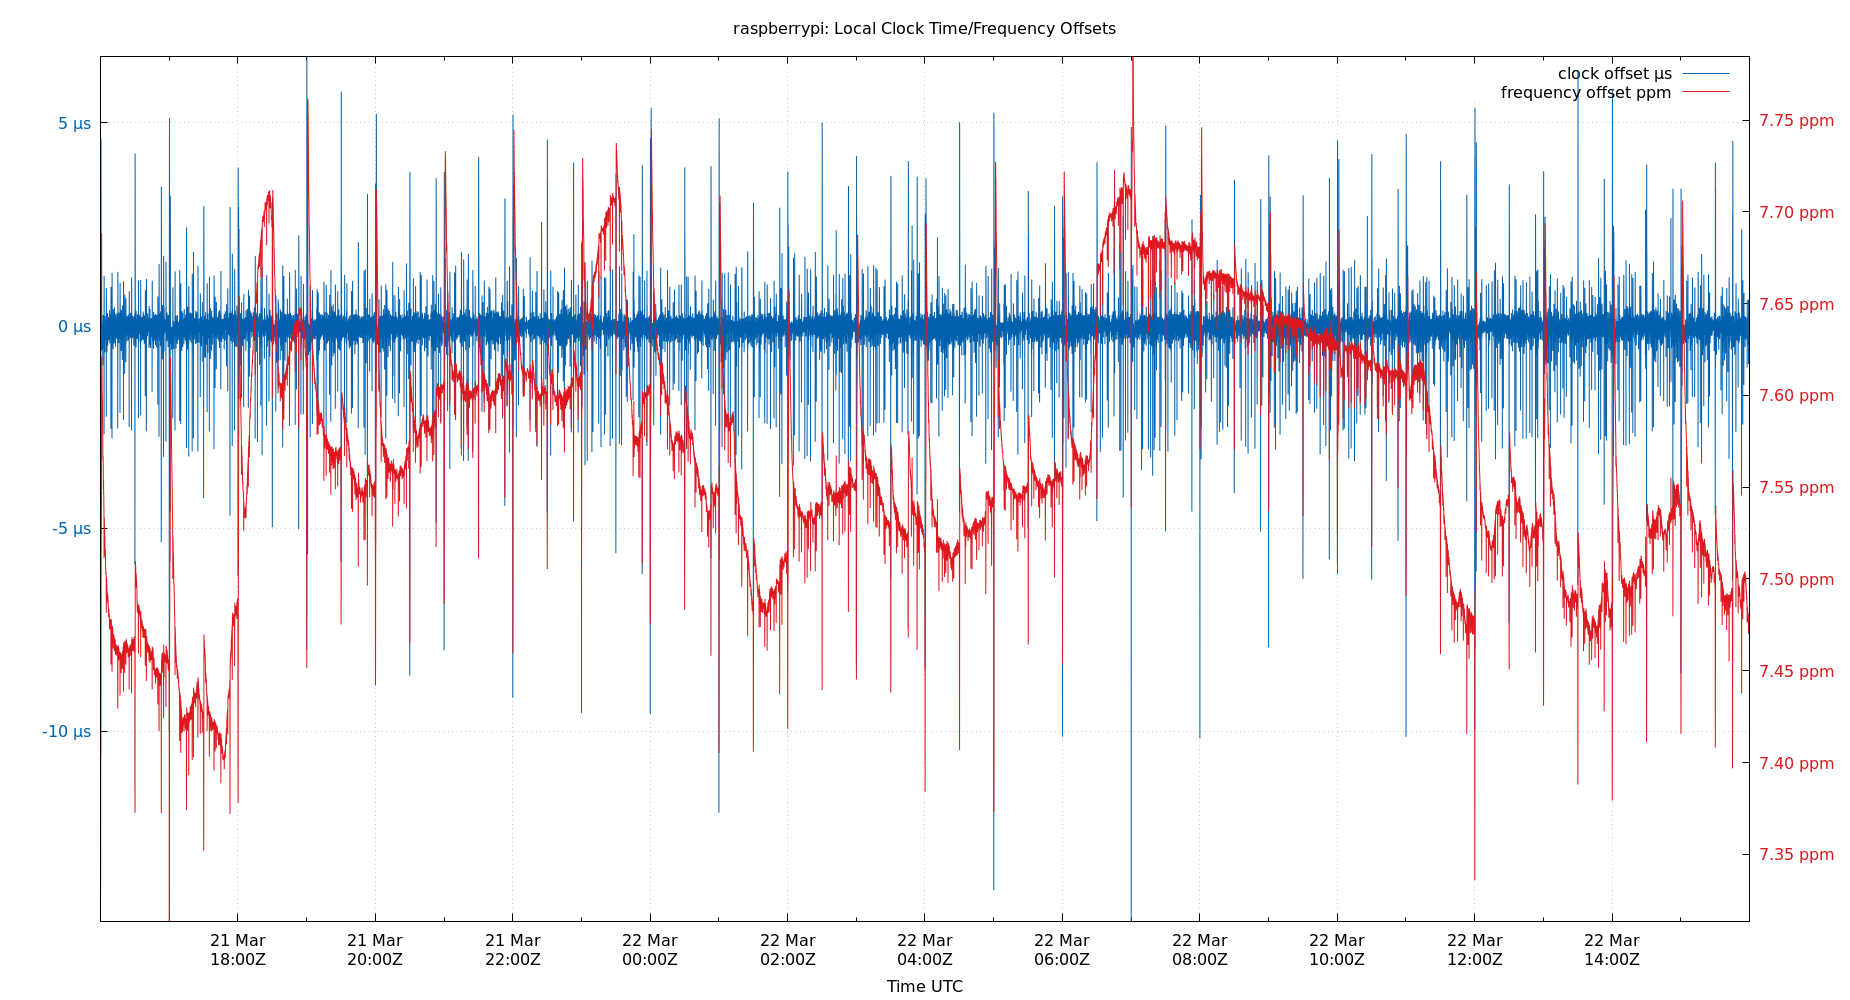 raspberrypi: Local Clock Time/Frequency Offsets
clock offset µs
frequency offset ppm
5 µs
0 µs
-5 µs
-10 µs
7.75 ppm
7.70 ppm
7.65 ppm
7.60 ppm
7.55 ppm
7.50 ppm
7.45 ppm
7.40 ppm
7.35 ppm
21 Mar 21 Mar 21 Mar 22 Mar 22 Mar 22 Mar 22 Mar 22 Mar 22 Mar 22 Mar 22 Mar
18:00Z 20:00Z 22:00Z 00:00Z 02:00Z 04:00Z 06:00Z 08:00Z 10:00Z 12:00Z 14:00Z
Time UTC